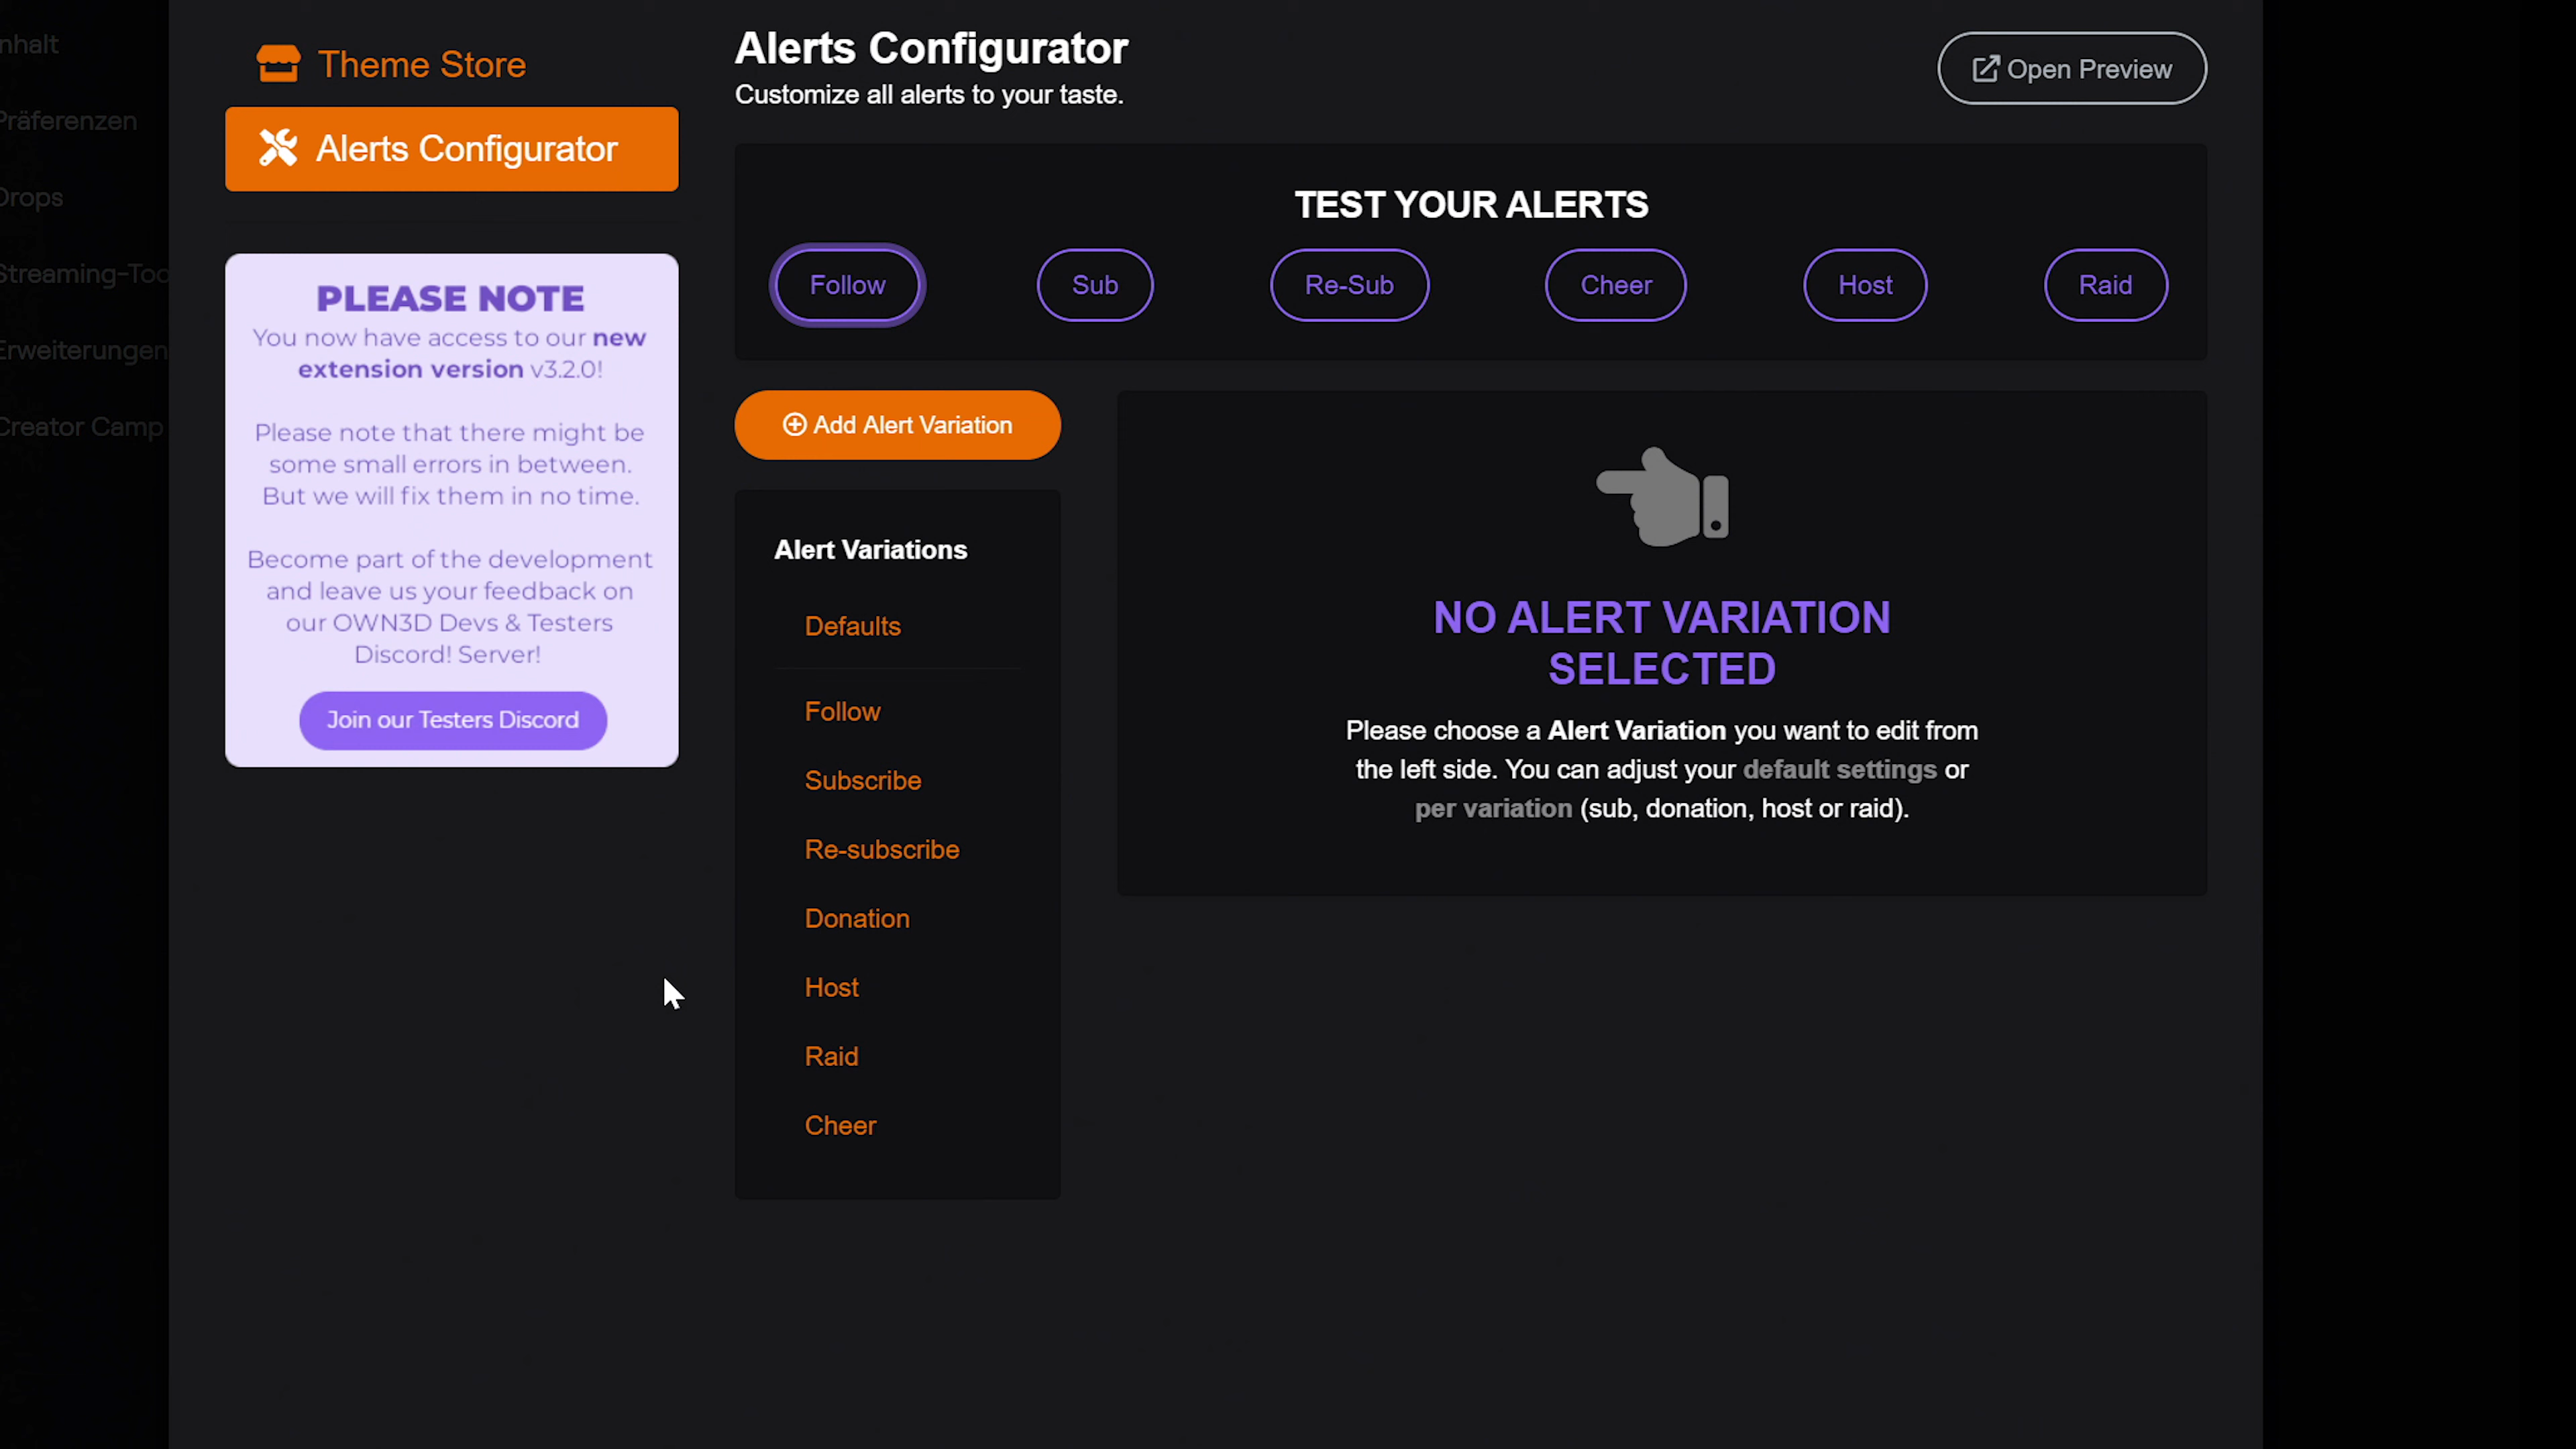 Präferenzen
Drops
Erweiterungen
Creator Camp
Theme Store
Alerts Configurator
PLEASE NOTE
You now have access to our new
extension version v3.2.0!
Please note that there might be
some small errors in between.
But we will fix them in no time.
Become part of the development
and leave us your feedback on
our OWN3D Devs & Testers
Discord! Server!
Join our Testers Discord
Alerts Configurator
Customize all alerts to your taste.
Open Preview
TEST YOUR ALERTS
Follow
Sub
Re-Sub
Cheer
Host
Raid
Add Alert Variation
Alert Variations
Defaults
Follow
Subscribe
Re-subscribe
Donation
Host
Raid
Cheer
NO ALERT VARIATION
SELECTED
Please choose a Alert Variation you want to edit from
the left side. You can adjust your default settings or
per variation (sub, donation, host or raid).